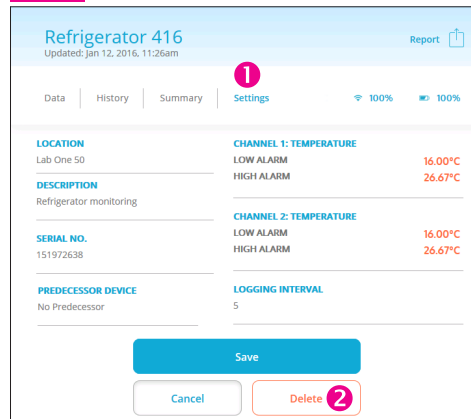 Refrigerator 416
Updated: Jan 12, 2016, 11:26am
Report
1
Data
History
Summary
Settings
100%
100%
LOCATION
Lab One 50
DESCRIPTION
Refrigerator monitoring
SERIAL NO.
151972638
PREDECESSOR DEVICE
No Predecessor
CHANNEL 1: TEMPERATURE
LOW ALARM 16.00°C
HIGH ALARM 26.67°C
CHANNEL 2: TEMPERATURE
LOW ALARM 16.00°C
HIGH ALARM 26.67°C
LOGGING INTERVAL
5
Save
Cancel
Delete 2